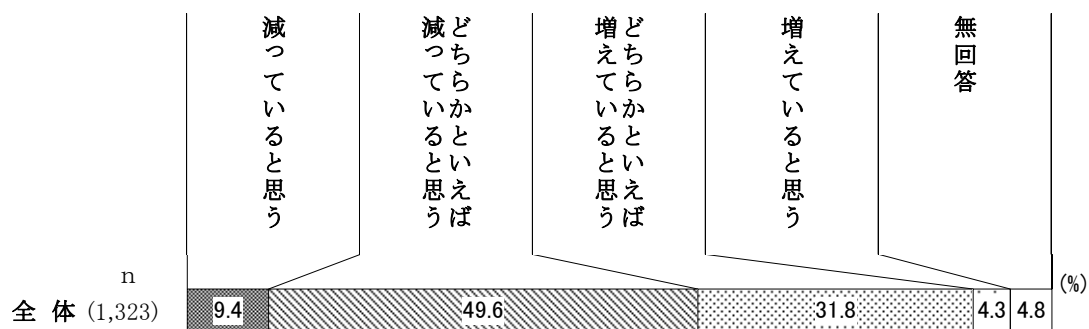 減っていると思う
どちらかといえば
減っていると思う
どちらかといえば
増えていると思う
増えていると思う
無回答
(%)
n
全 体 (1,323)
9.4
49.6
31.8
4.3
4.8